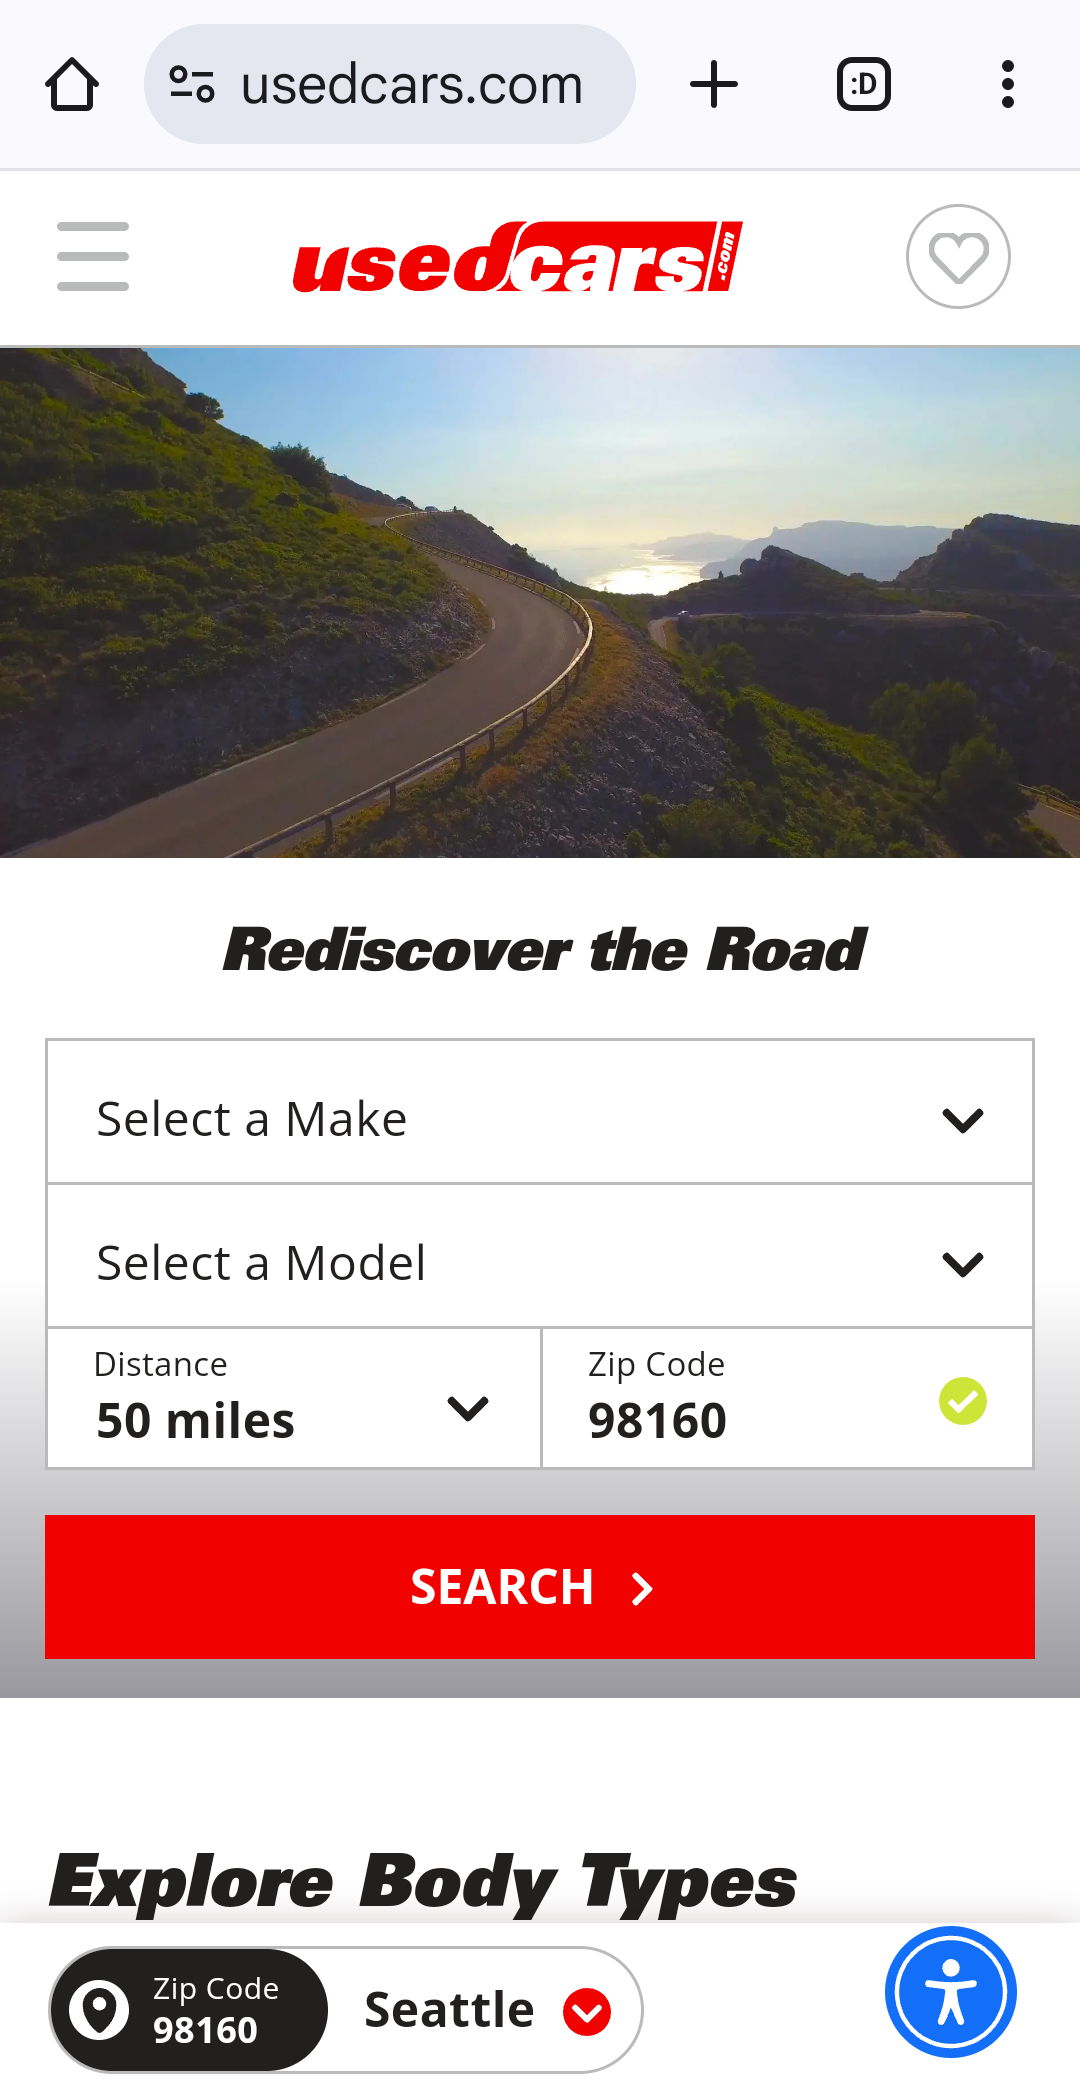 usedcars.com
:D
usedcars.com
Rediscover the Road
Select a Make
Select a Model
Distance
50 miles
Zip Code
98160
SEARCH
Explore Body Types
Zip Code
98160
Seattle